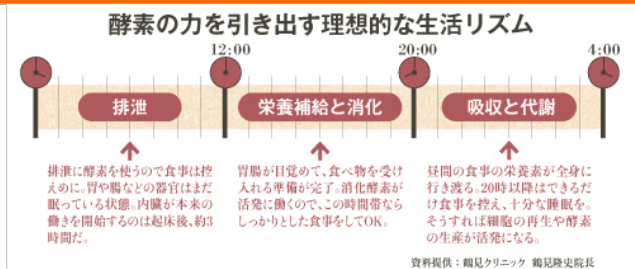 酵素の力を引き出す理想的な生活リズム
12:00
20:00
4:00
排泄
栄養補給と消化
吸収と代謝
排泄に酵素を使うので食事は控
えめに。胃や腸などの器官はまだ
眠っている状態。内臓が本来の
働きを開始するのは起床後、約3
時間だ。
胃腸が目覚めて、食べ物を受け
入れる準備が完了。消化酵素が
活発に働くので、この時間帯なら
しっかりとした食事をしてOK。
昼間の食事の栄養素が全身に
行き渡る。20時以降はできるだ
け食事を控え、十分な睡眠を。
そうすれば細胞の再生や酵素
の生産が活発になる。
資料提供：鶴見クリニック 鶴見隆史院長